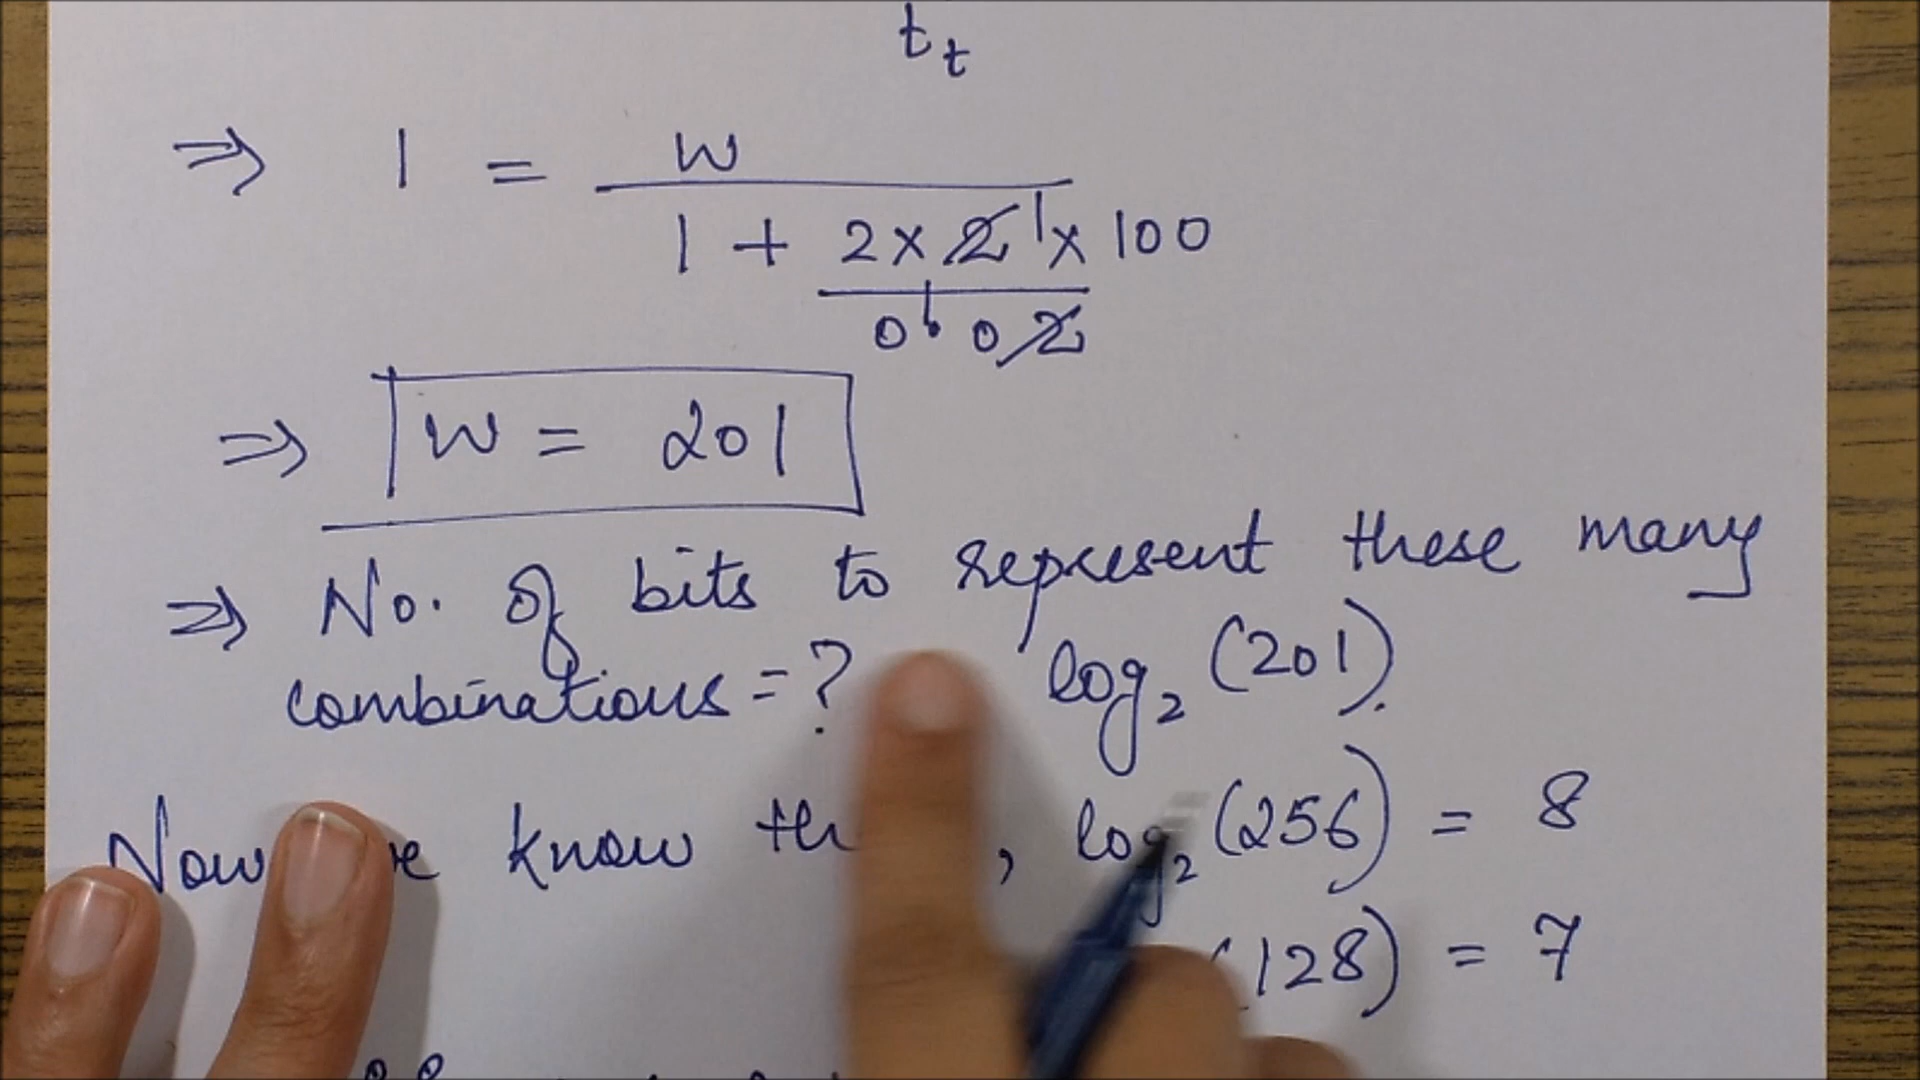 t t
⇒ 1 = W
1 + 2 x 2 1 x 100
0.02
⇒ W = 201
⇒ No. of bits to represent these many
combinations = ? log2 (201).
Now know , log2 (256) = 8
(128) = 7